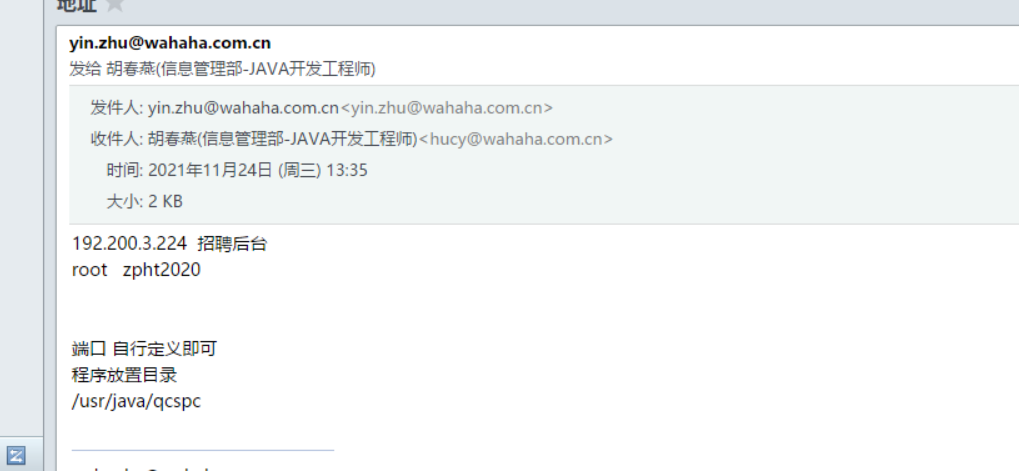 地址
yin.zhu@wahaha.com.cn
发给 胡春燕(信息管理部-JAVA开发工程师)
发件人: yin.zhu@wahaha.com.cn<yin.zhu@wahaha.com.cn>
收件人: 胡春燕(信息管理部-JAVA开发工程师)<hucy@wahaha.com.cn>
时间: 2021年11月24日 (周三) 13:35
大小: 2 KB
192.200.3.224 招聘后台
root zpht2020
端口 自行定义即可
程序放置目录
/usr/java/qcspc